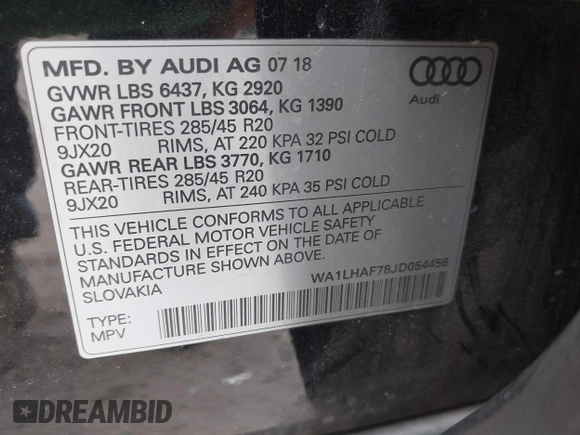 MFD. BY AUDI AG 07 18
GVWR LBS 6437, KG 2920
GAWR FRONT LBS 3064, KG 1390
FRONT-TIRES 285/45 R20
9JX20 RIMS, AT 220 KPA 32 PSI COLD
GAWR REAR LBS 3770, KG 1710
REAR-TIRES 285/45 R20
9JX20 RIMS, AT 240 KPA 35 PSI COLD
Audi
THIS VEHICLE CONFORMS TO ALL APPLICABLE
U.S. FEDERAL MOTOR VEHICLE SAFETY
STANDARDS IN EFFECT ON THE DATE OF
MANUFACTURE SHOWN ABOVE.
SLOVAKIA
WA1LHAF78JD054456
TYPE:
MPV
DREAMBID